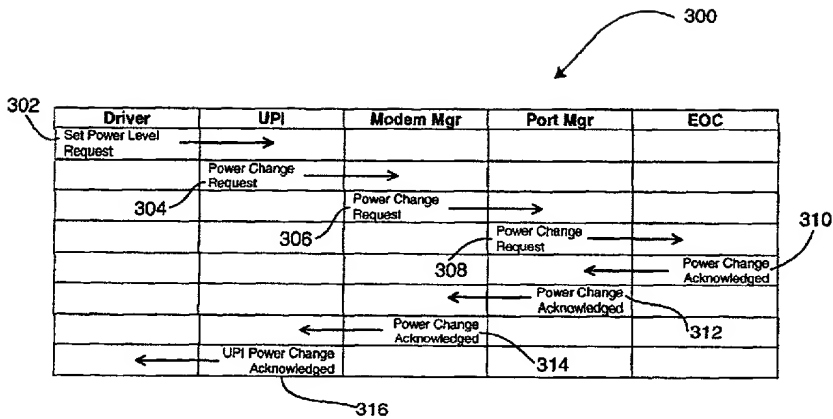 300
302
Driver UPI Modem Mgr Port Mgr EOC
Set Power Level
Request
Power Change
Request
304
Power Change
Request
306
Power Change
Request
308
310
Power Change
Acknowledged
Power Change
Acknowledged
312
Power Change
Acknowledged
314
UPI Power Change
Acknowledged
316